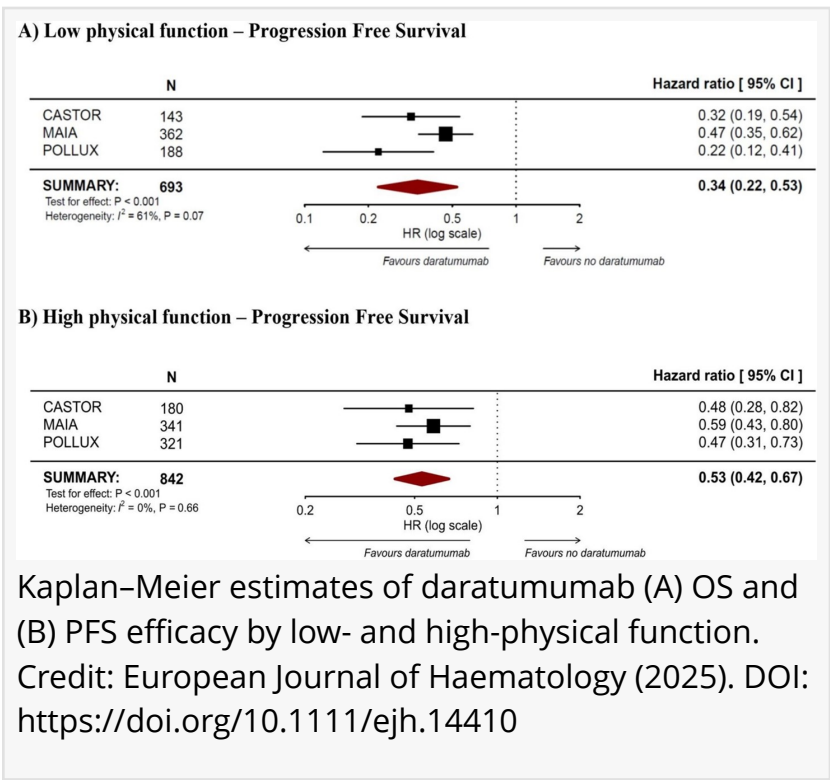 A) Low physical function – Progression Free Survival
N Hazard ratio [ 95% CI ]
CASTOR 143 0.32 (0.19, 0.54)
MAIA 362 0.47 (0.35, 0.62)
POLLUX 188 0.22 (0.12, 0.41)
SUMMARY: 693 0.34 (0.22, 0.53)
Test for effect: P < 0.001
Heterogeneity: I² = 61%, P = 0.07
0.1 0.2 0.5 1 2
HR (log scale)
Favours daratumumab Favours no daratumumab
B) High physical function – Progression Free Survival
N Hazard ratio [ 95% CI ]
CASTOR 180 0.48 (0.28, 0.82)
MAIA 341 0.59 (0.43, 0.80)
POLLUX 321 0.47 (0.31, 0.73)
SUMMARY: 842 0.53 (0.42, 0.67)
Test for effect: P < 0.001
Heterogeneity: I² = 0%, P = 0.66
0.2 0.5 1 2
HR (log scale)
Favours daratumumab Favours no daratumumab
Kaplan–Meier estimates of daratumumab (A) OS and
(B) PFS efficacy by low- and high-physical function.
Credit: European Journal of Haematology (2025). DOI:
https://doi.org/10.1111/ejh.14410